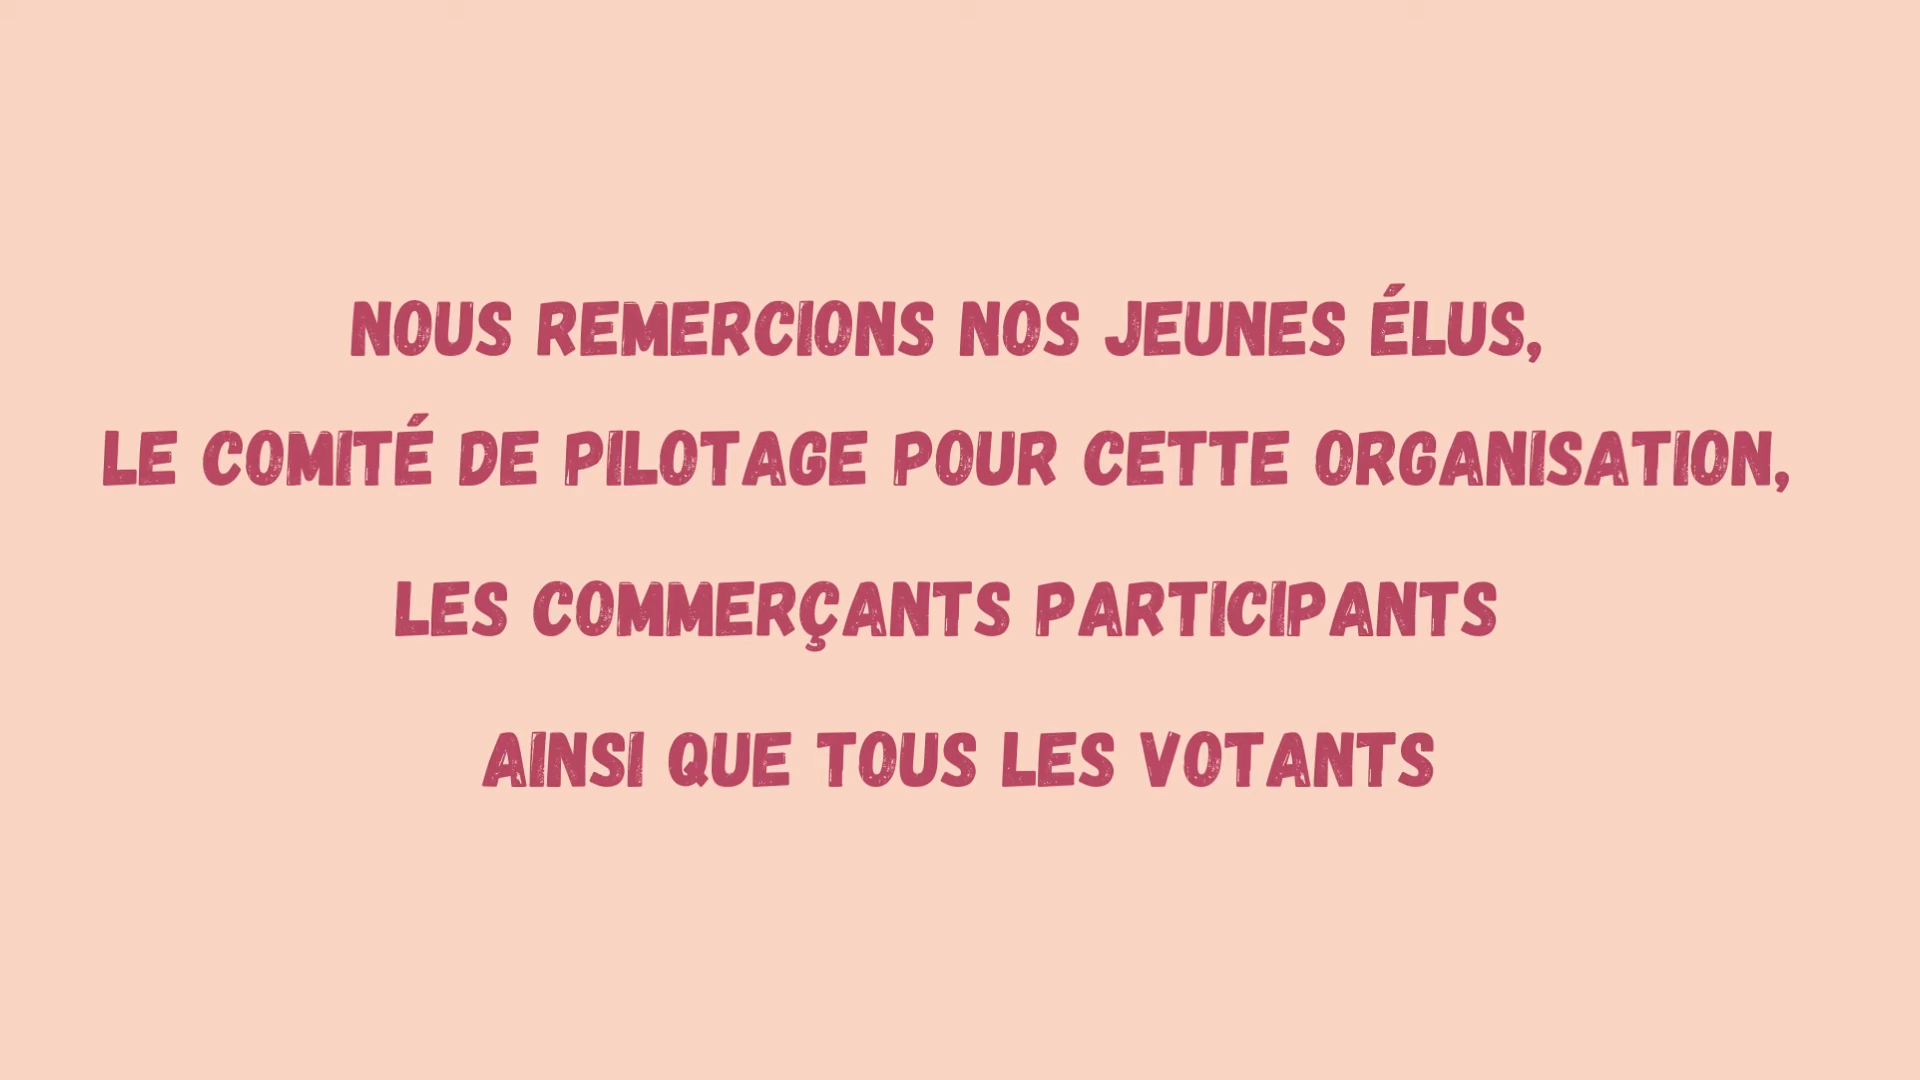 NOUS REMERCIONS NOS JEUNES ÉLUS,
LE COMITÉ DE PILOTAGE POUR CETTE ORGANISATION,
LES COMMERÇANTS PARTICIPANTS
AINSI QUE TOUS LES VOTANTS